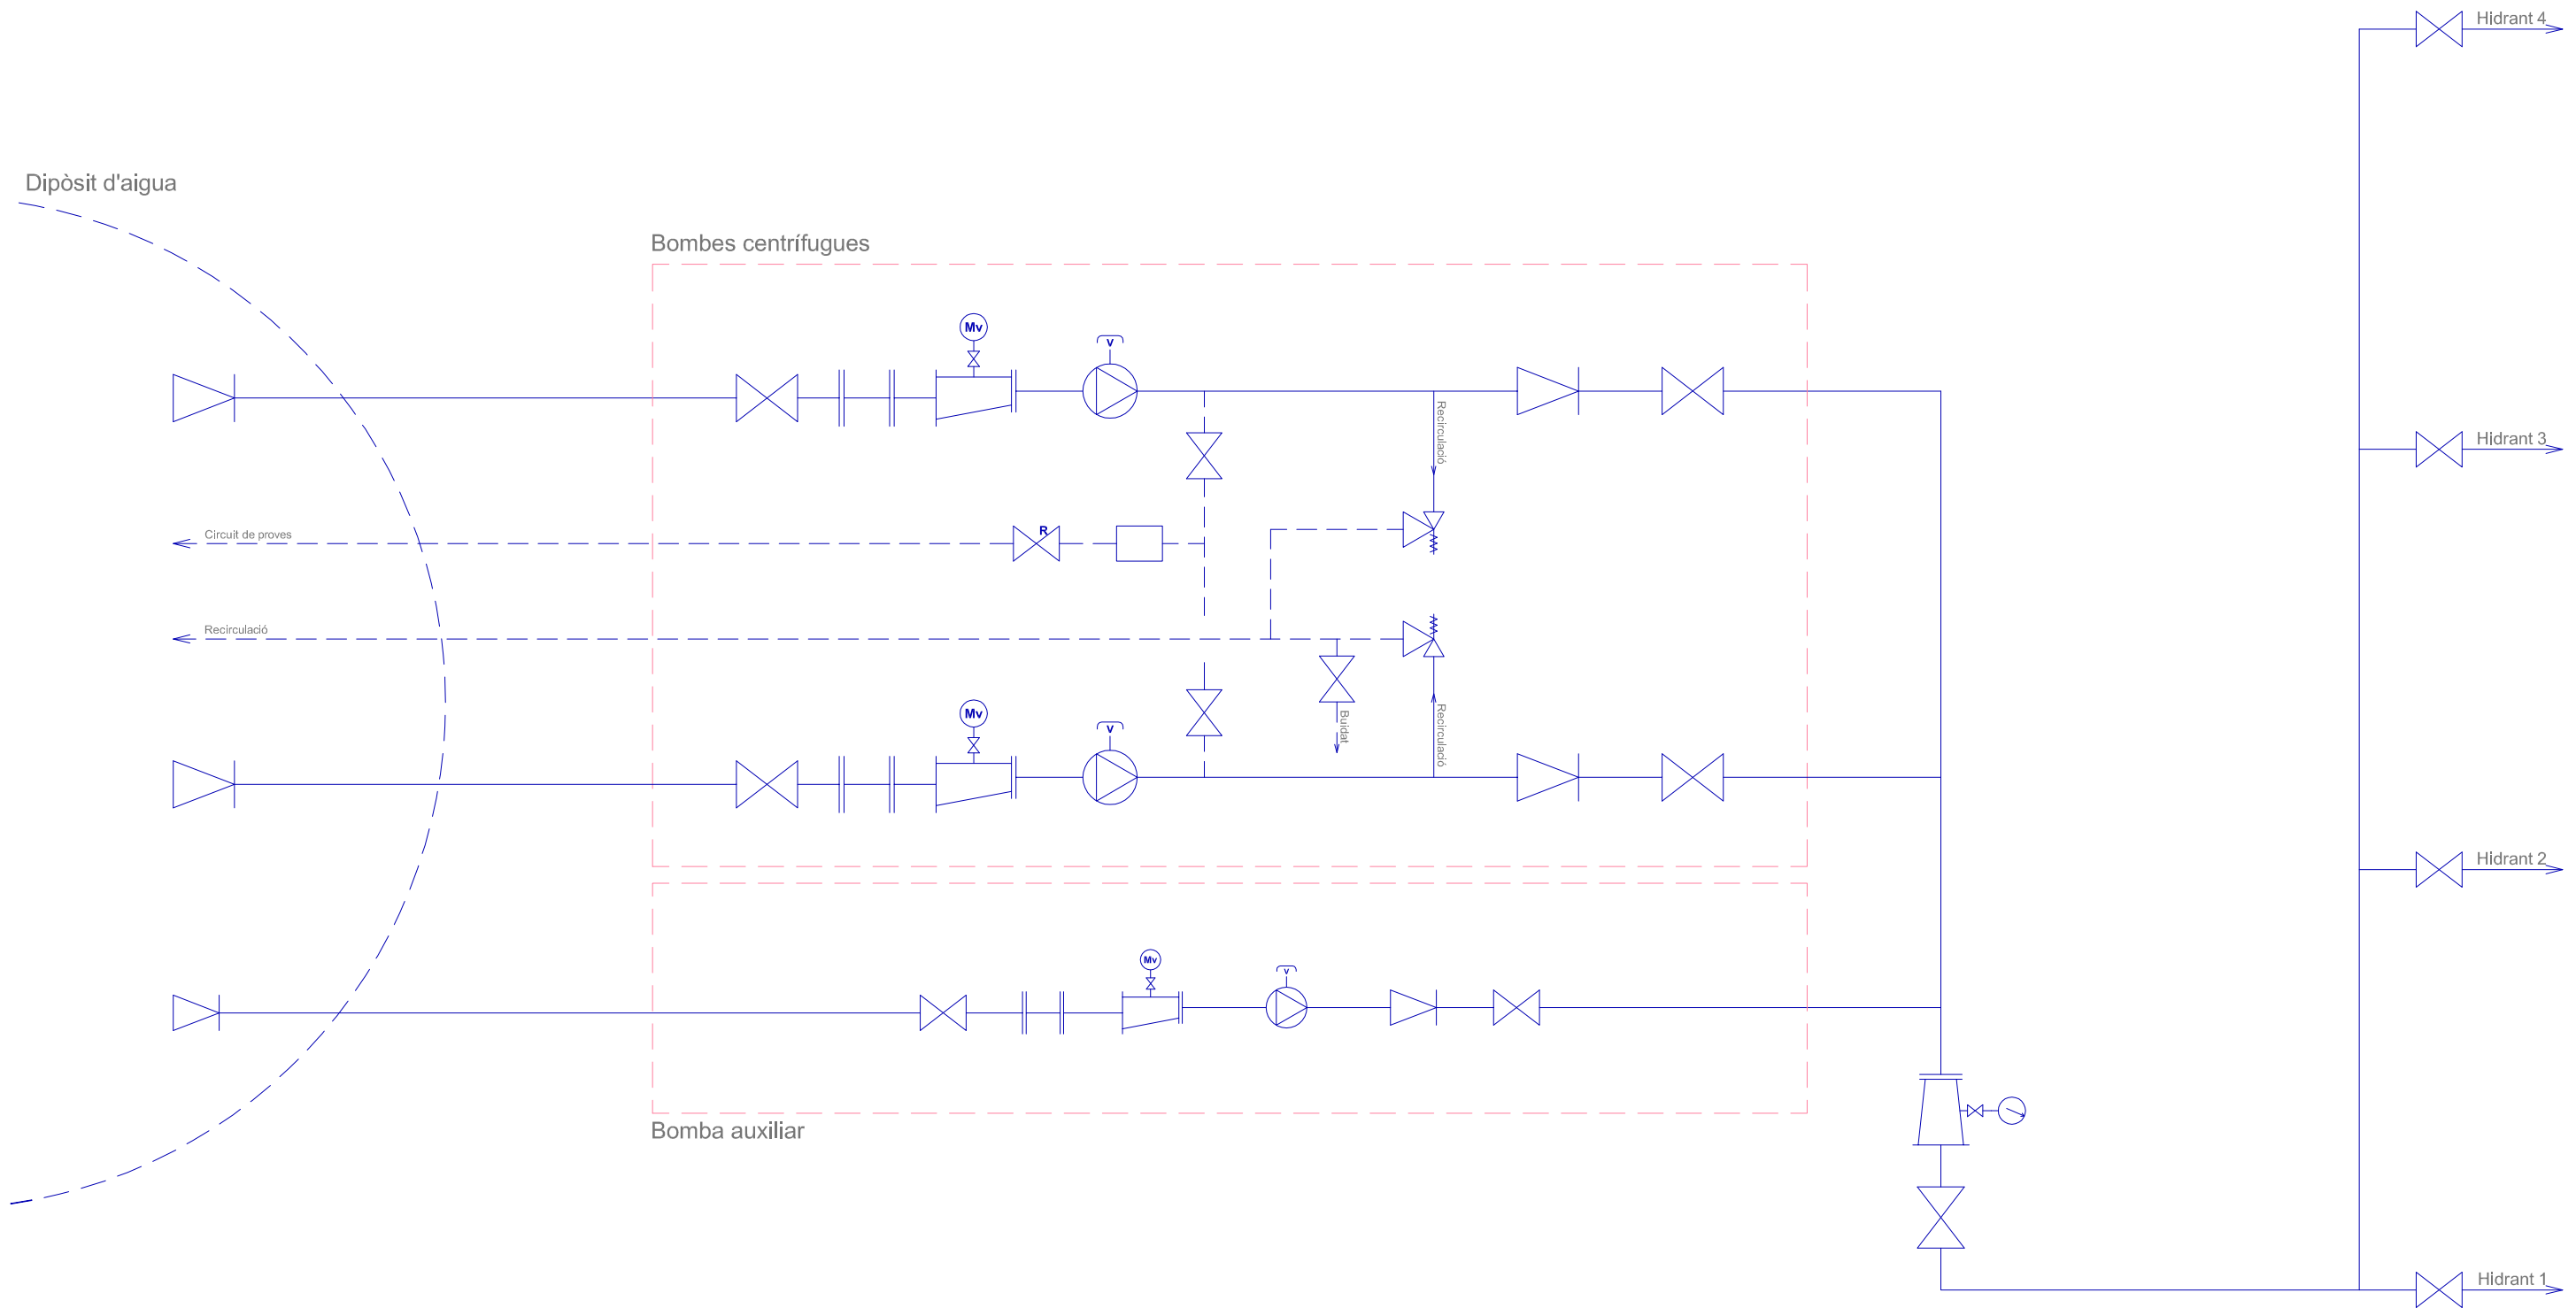 Hidrant 4
Dipòsit d'aigua
Bombes centrífugues
Mv
v
Recirculació
Hidrant 3
R
Circuit de proves
Recirculació
Mv
v
Buidat
Recirculació
Hidrant 2
Mv
v
Bomba auxiliar
Hidrant 1